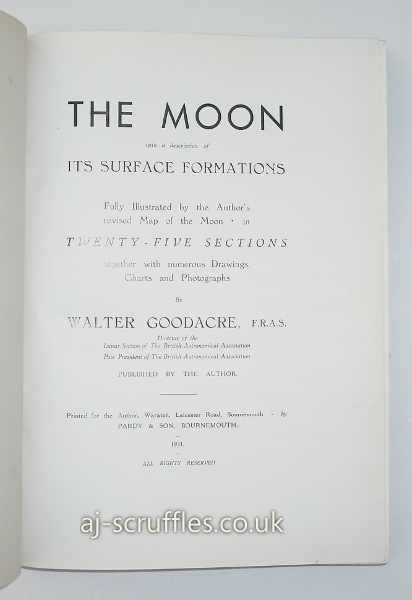 THE MOON
with a description of
ITS SURFACE FORMATIONS
Fully Illustrated by the Author's
revised Map of the Moon · in
TWENTY-FIVE SECTIONS
together with numerous Drawings,
Charts and Photographs
By
WALTER GOODACRE, F.R.A.S.
Director of the
Lunar Section of The British Astronomical Association
Past President of The British Astronomical Association
PUBLISHED BY THE AUTHOR.
Printed for the Author, Waratah, Leicester Road, Bournemouth - by
PARDY & SON, BOURNEMOUTH.
1931.
ALL RIGHTS RESERVED
aj-scruffles.co.uk